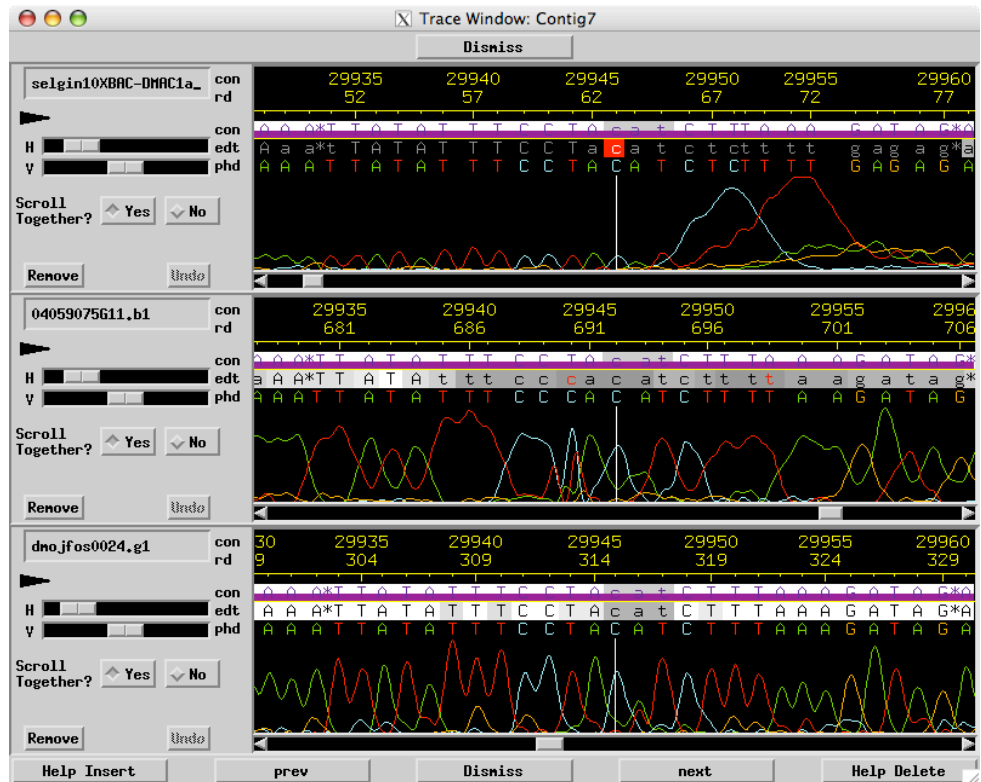 Trace Window: Contig7
Dismiss
selgin10XBAC-DMAC1a_
con 29935 29940 29945 29950 29955 29960
rd 52 57 62 67 72 77
con A A A*T T A T A T T T C C T A c a t C T T T A A A G A T A G*A
edt A a a*t T A T A T T T C C T a c a t c t c t t t t g a g a g*a
phd A A A T T A T A T T T C C T A C A T C T C T T T T G A G A G A
H
V
Scroll Together? Yes No
Remove Undo
04059075G11.b1
con 29935 29940 29945 29950 29955 2996
rd 681 686 691 696 701 706
con A A A*T T A T A T T T C C T A c a t C T T T A A A G A T A G*
edt a A A*T T A T A t t t c c c a c a t c t t t t a a g a t a g*
phd A A A T T A T A T T T C C C A C A T C T T T T A A G A T A G
H
V
Scroll Together? Yes No
Remove Undo
dmojfos0024.g1
con 30 29935 29940 29945 29950 29955 29960
rd 9 304 309 314 319 324 329
con A A A*T T A T A T T T C C T A c a t C T T T A A A G A T A G*A
edt A A A*T T A T A T T T C C T A c a t C T T T A A A G A T A G*A
phd A A A T T A T A T T T C C T A C A T C T T T A A A G A T A G A
H
V
Scroll Together? Yes No
Remove Undo
Help Insert prev Dismiss next Help Delete